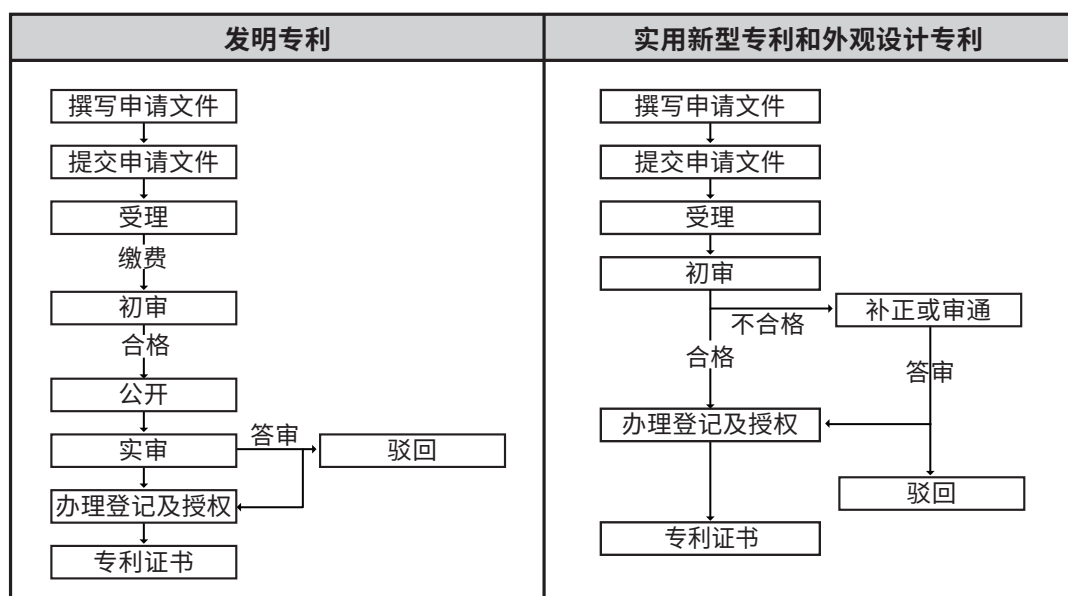 发明专利
撰写申请文件
提交申请文件
受理
缴费
初审
合格
公开
实审
答审
驳回
办理登记及授权
专利证书
实用新型专利和外观设计专利
撰写申请文件
提交申请文件
受理
初审
不合格
补正或审通
合格
答审
办理登记及授权
驳回
专利证书